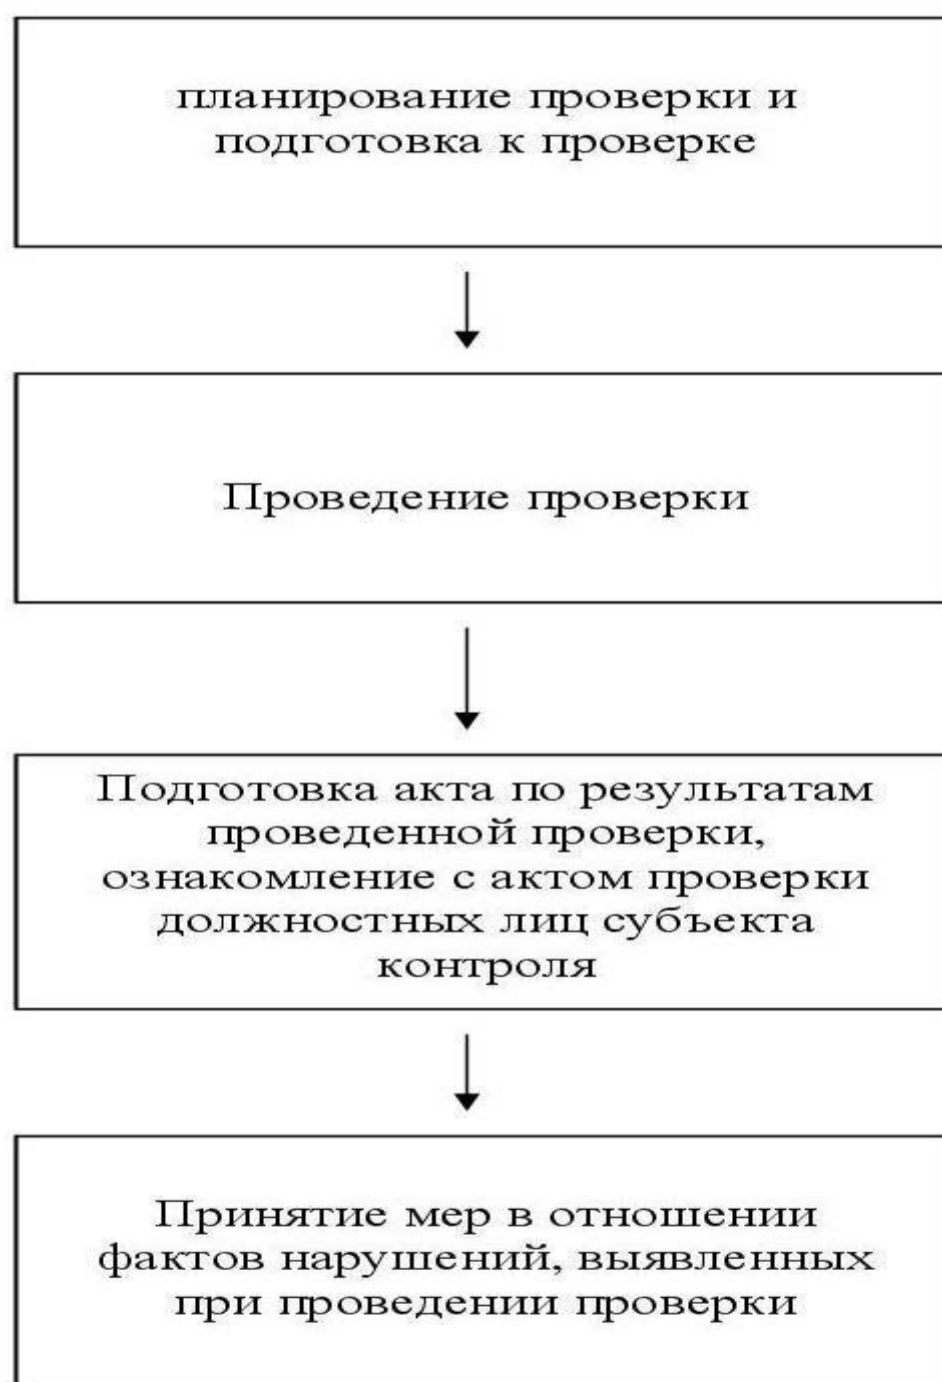 планирование проверки и
подготовка к проверке
Проведение проверки
Подготовка акта по результатам
проведенной проверки,
ознакомление с актом проверки
должностных лиц субъекта
контроля
Принятие мер в отношении
фактов нарушений, выявленных
при проведении проверки